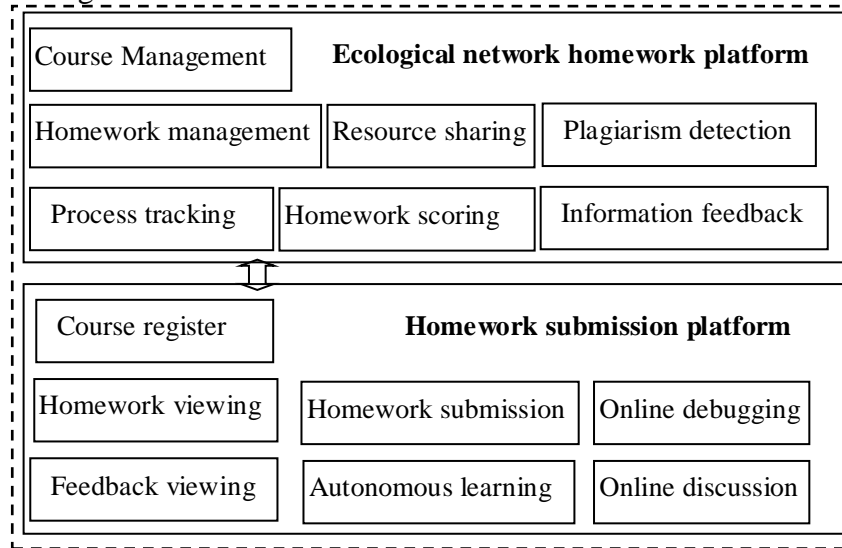 Course Management
Ecological network homework platform
Homework management
Resource sharing
Plagiarism detection
Process tracking
Homework scoring
Information feedback
Course register
Homework submission platform
Homework viewing
Homework submission
Online debugging
Feedback viewing
Autonomous learning
Online discussion